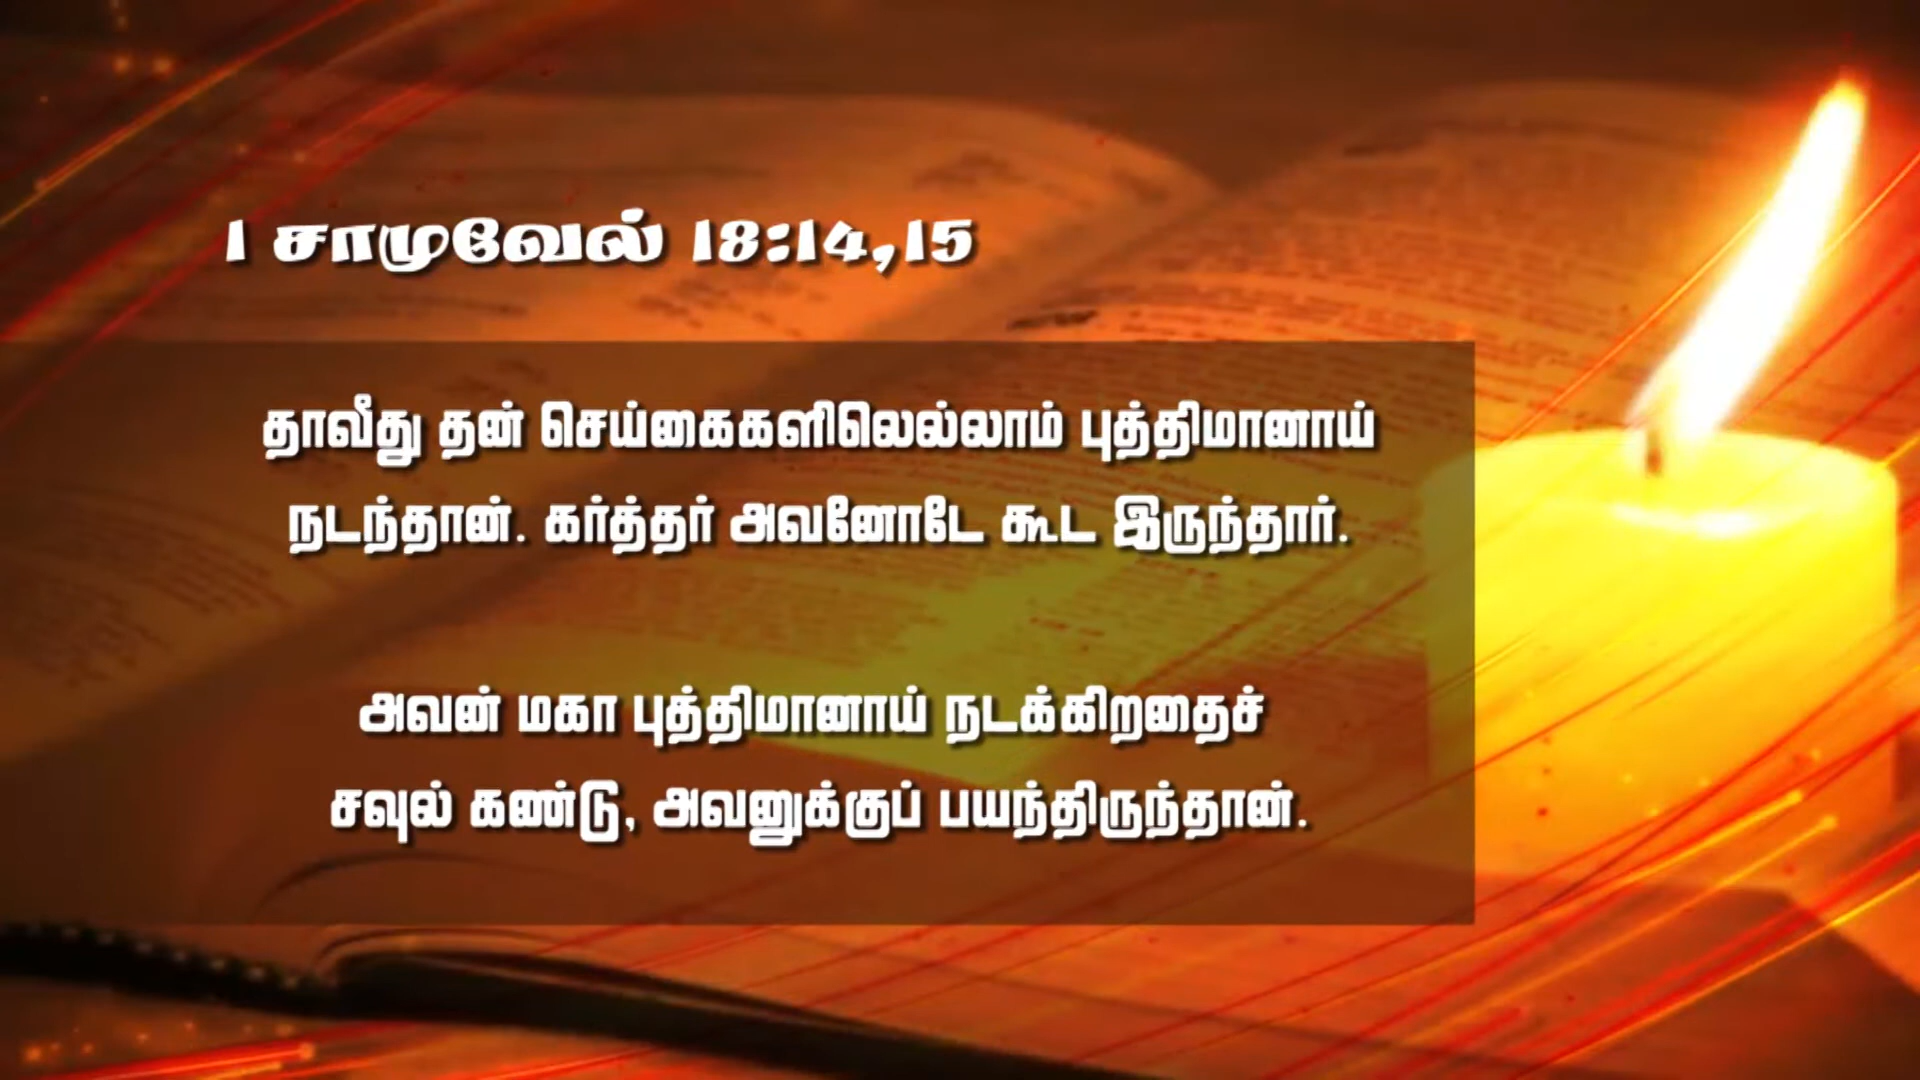 1 சாமுவேல் 18:14,15
தாவீது தன் செய்கைகளிலெல்லாம் புத்திமானாய்
நடந்தான். கர்த்தர் அவனோடே கூட இருந்தார்.
அவன் மகா புத்திமானாய் நடக்கிறதைச்
சவுல் கண்டு, அவனுக்குப் பயந்திருந்தான்.